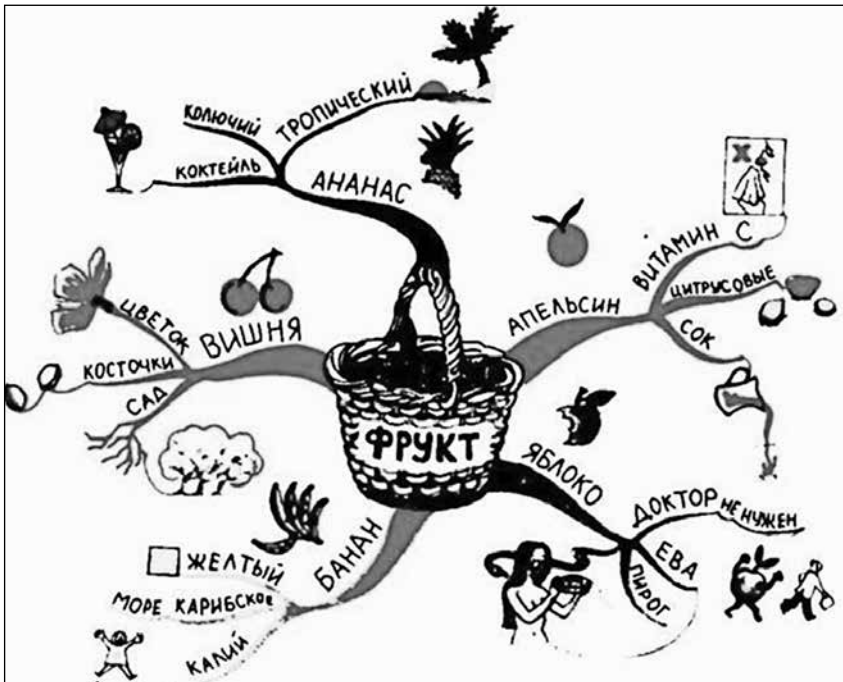 ФРУКТ
АНАНАС
КОЛЮЧИЙ
ТРОПИЧЕСКИЙ
КОКТЕЙЛЬ
АПЕЛЬСИН
ВИТАМИН С
ЦИТРУСОВЫЕ
СОК
ЯБЛОКО
ДОКТОР НЕ НУЖЕН
ЕВА
ПИРОГ
БАНАН
ЖЕЛТЫЙ
МОРЕ КАРИБСКОЕ
КАЛИЙ
ВИШНЯ
ЦВЕТОК
КОСТОЧКИ
САД